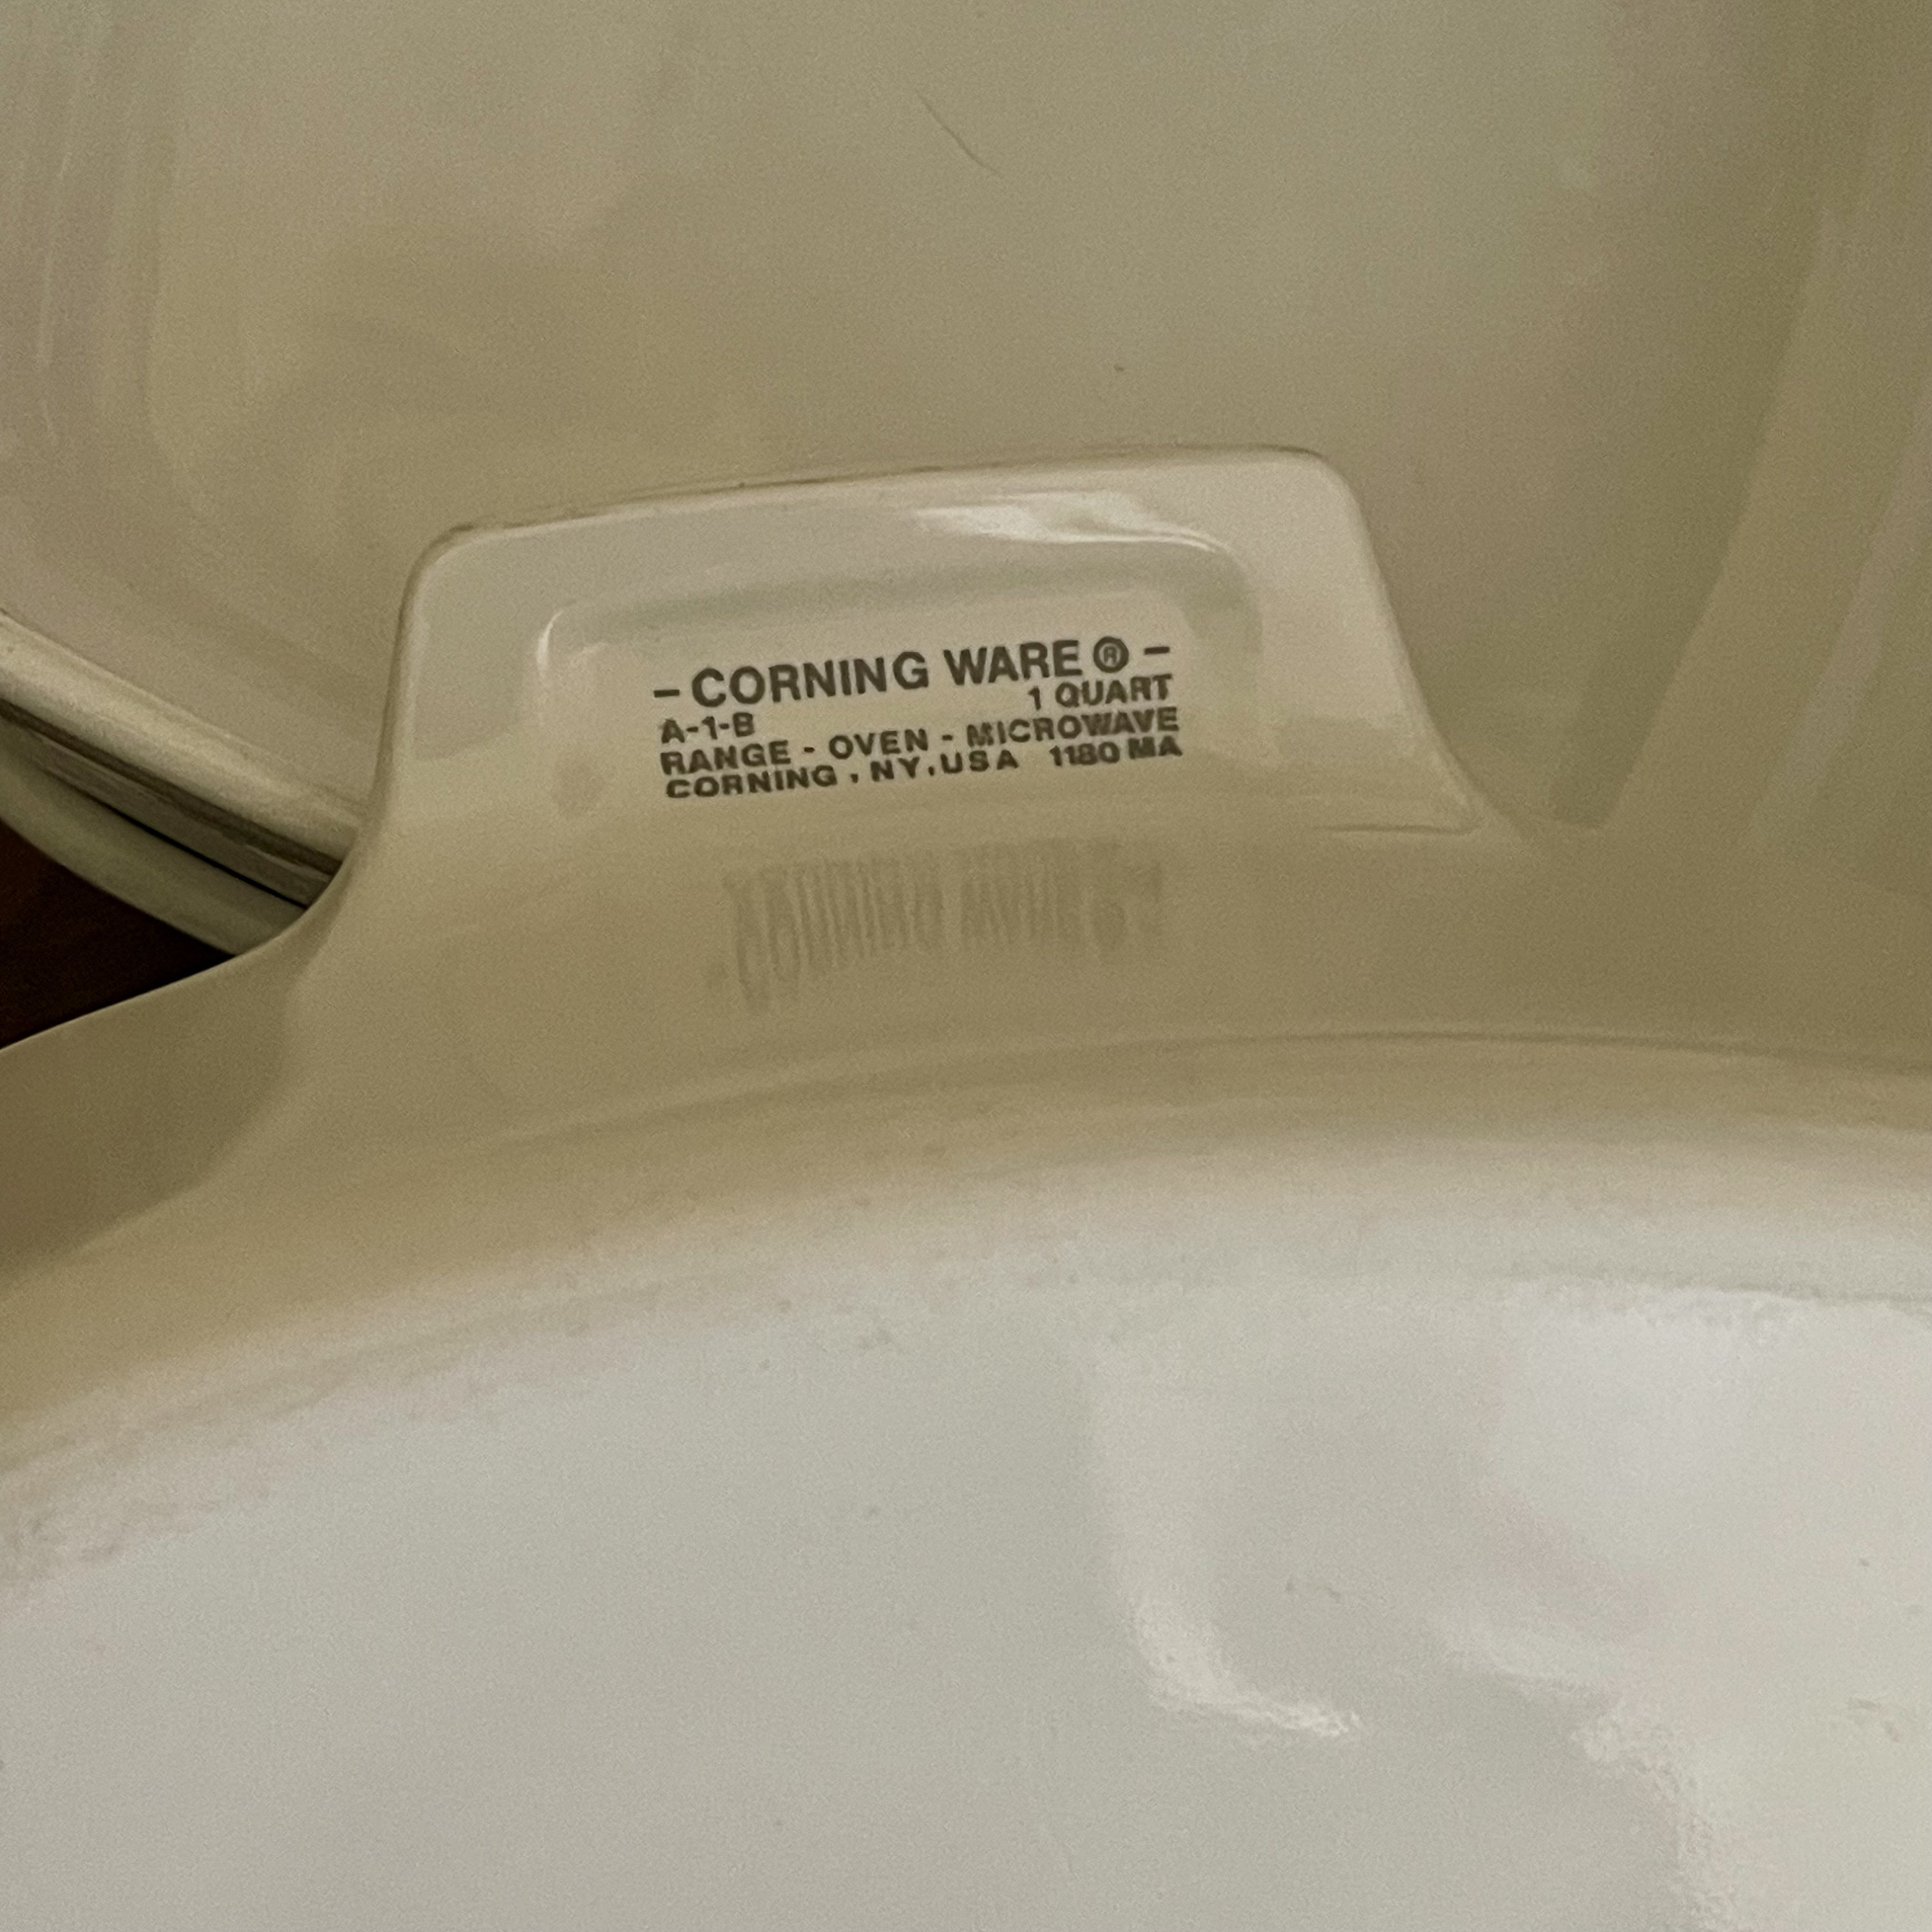 - CORNING WARE ® -
A-1-B 1 QUART
RANGE - OVEN - MICROWAVE
CORNING, NY, USA 1180 MA